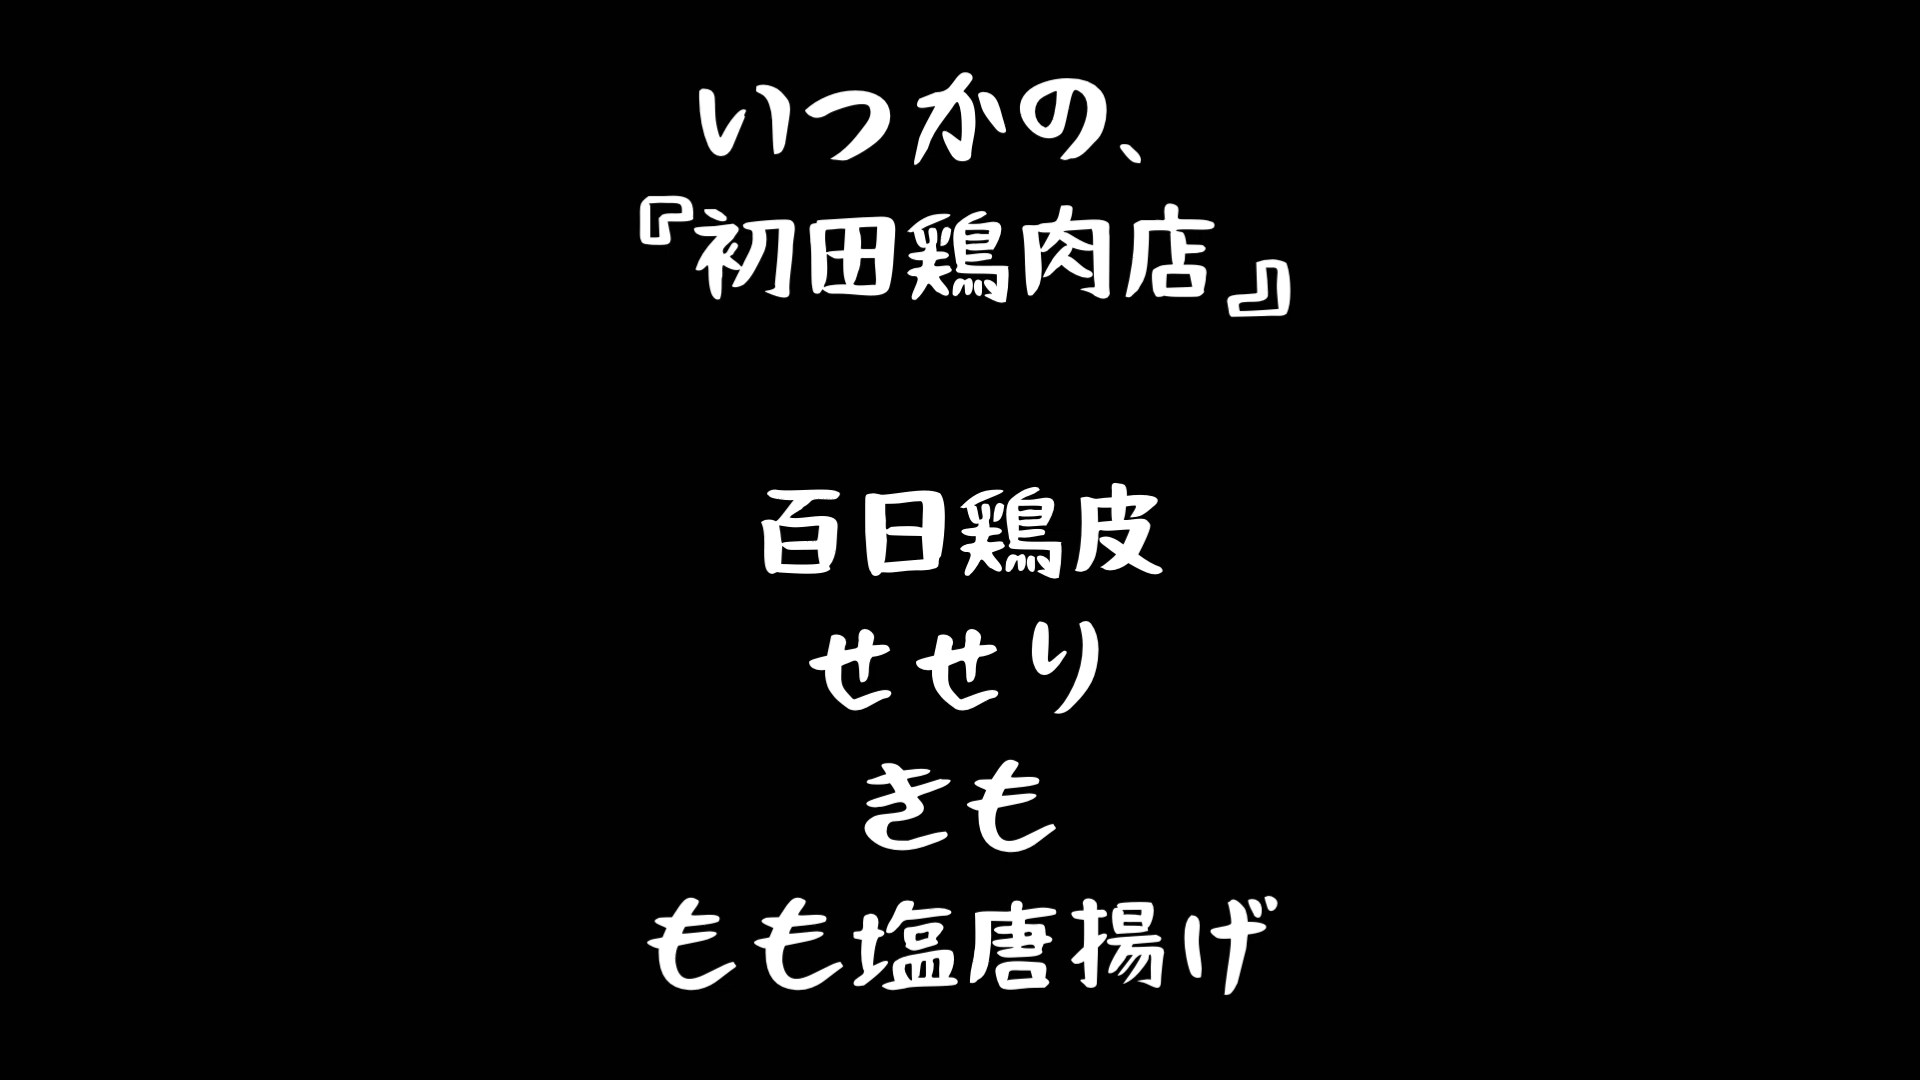 いつかの、
『初田鶏肉店』
百日鶏皮
せせり
きも
もも塩唐揚げ